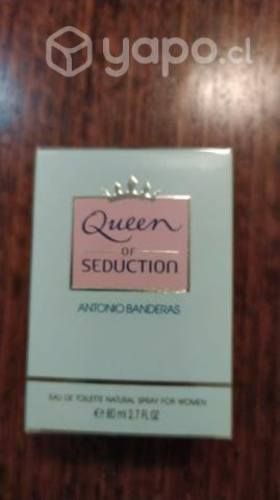 yapo.cl
Queen
OF
SEDUCTION
ANTONIO BANDERAS
EAU DE TOILETTE NATURAL SPRAY FOR WOMEN
℮ 80 ml 2.7 FL OZ